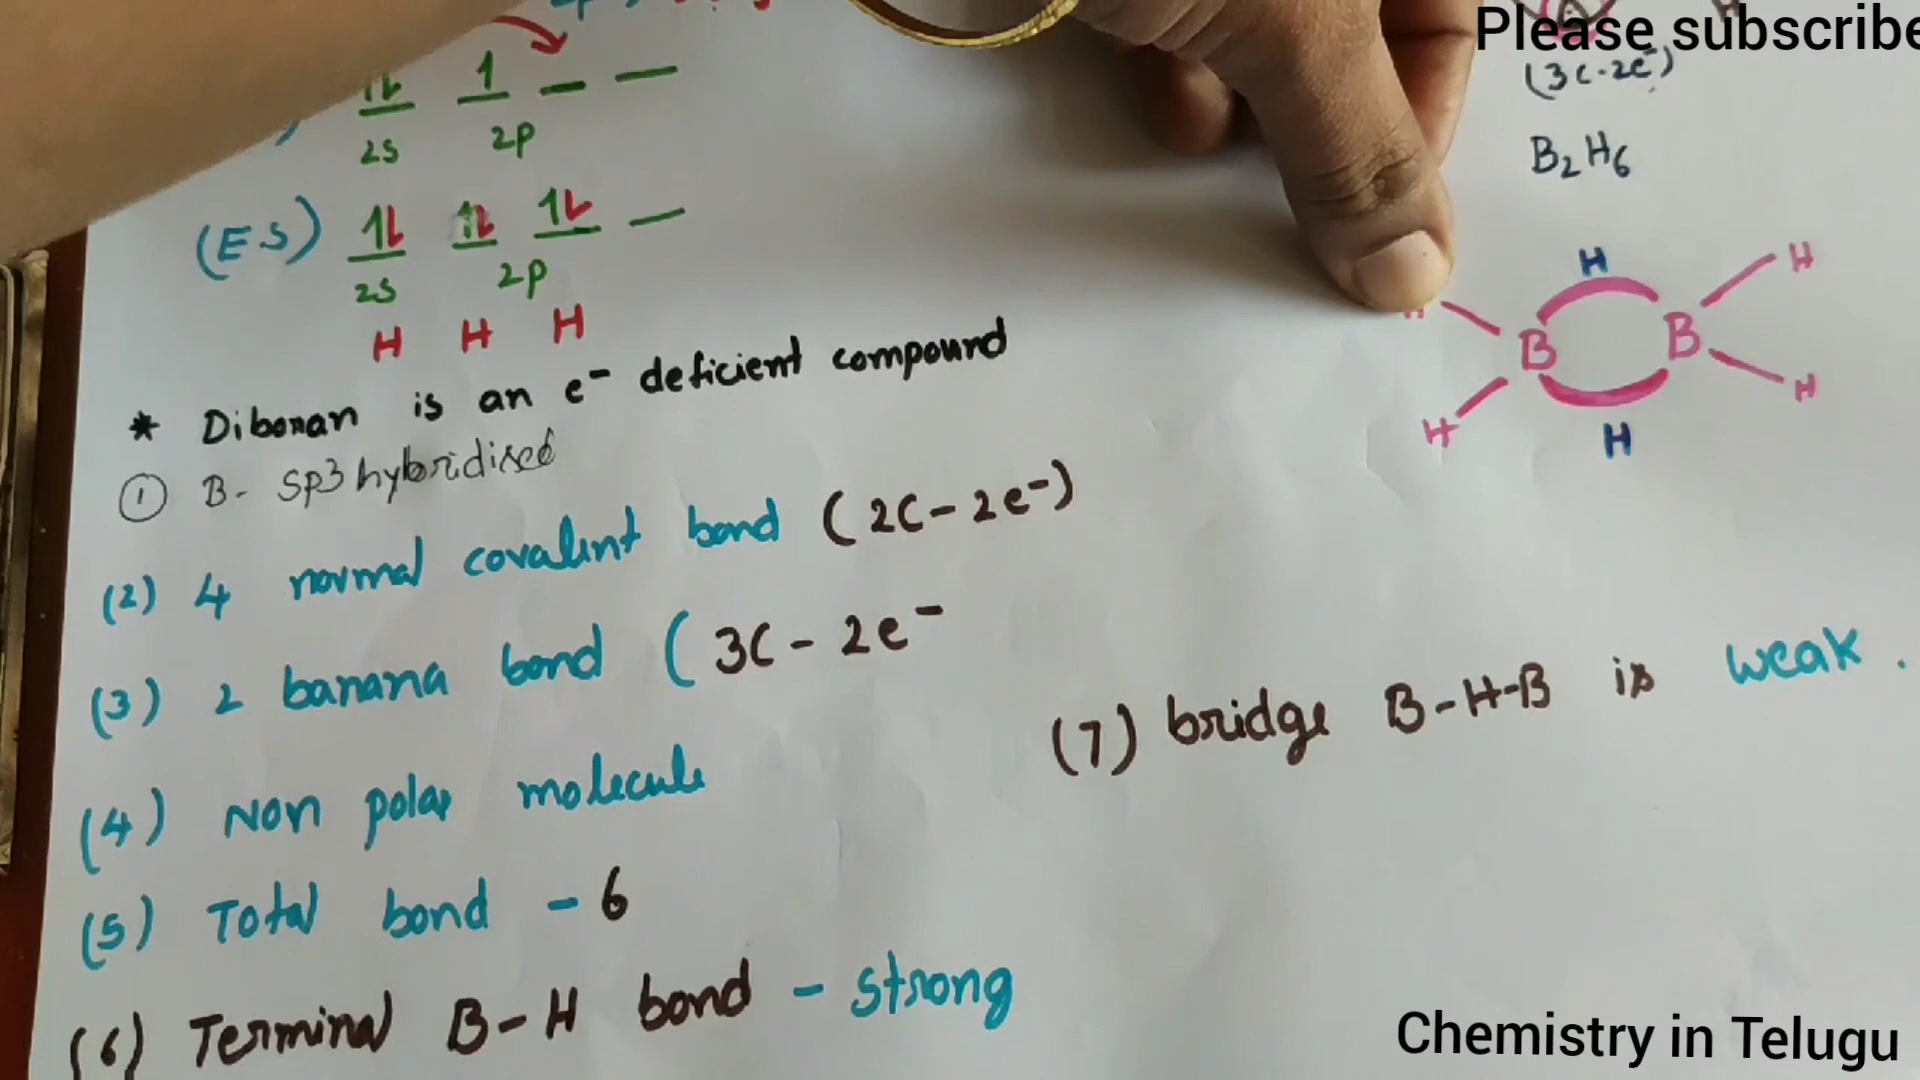 Please subscribe
(3c-2e⁻)
1
2s 2p
B₂H₆
(E S) 1L 1L 1L
2s 2p
H H H
H H
H B B
H H
H
* Diboran is an e⁻ deficient compound
① B- Sp3 hybridised
(2) 4 normal covalent bond (2C-2e⁻)
(3) 2 banana bond (3C-2e⁻
(4) Non polar molecule
(5) Total bond - 6
(6) Terminal B-H bond - strong
(7) bridge B-H-B is weak.
Chemistry in Telugu